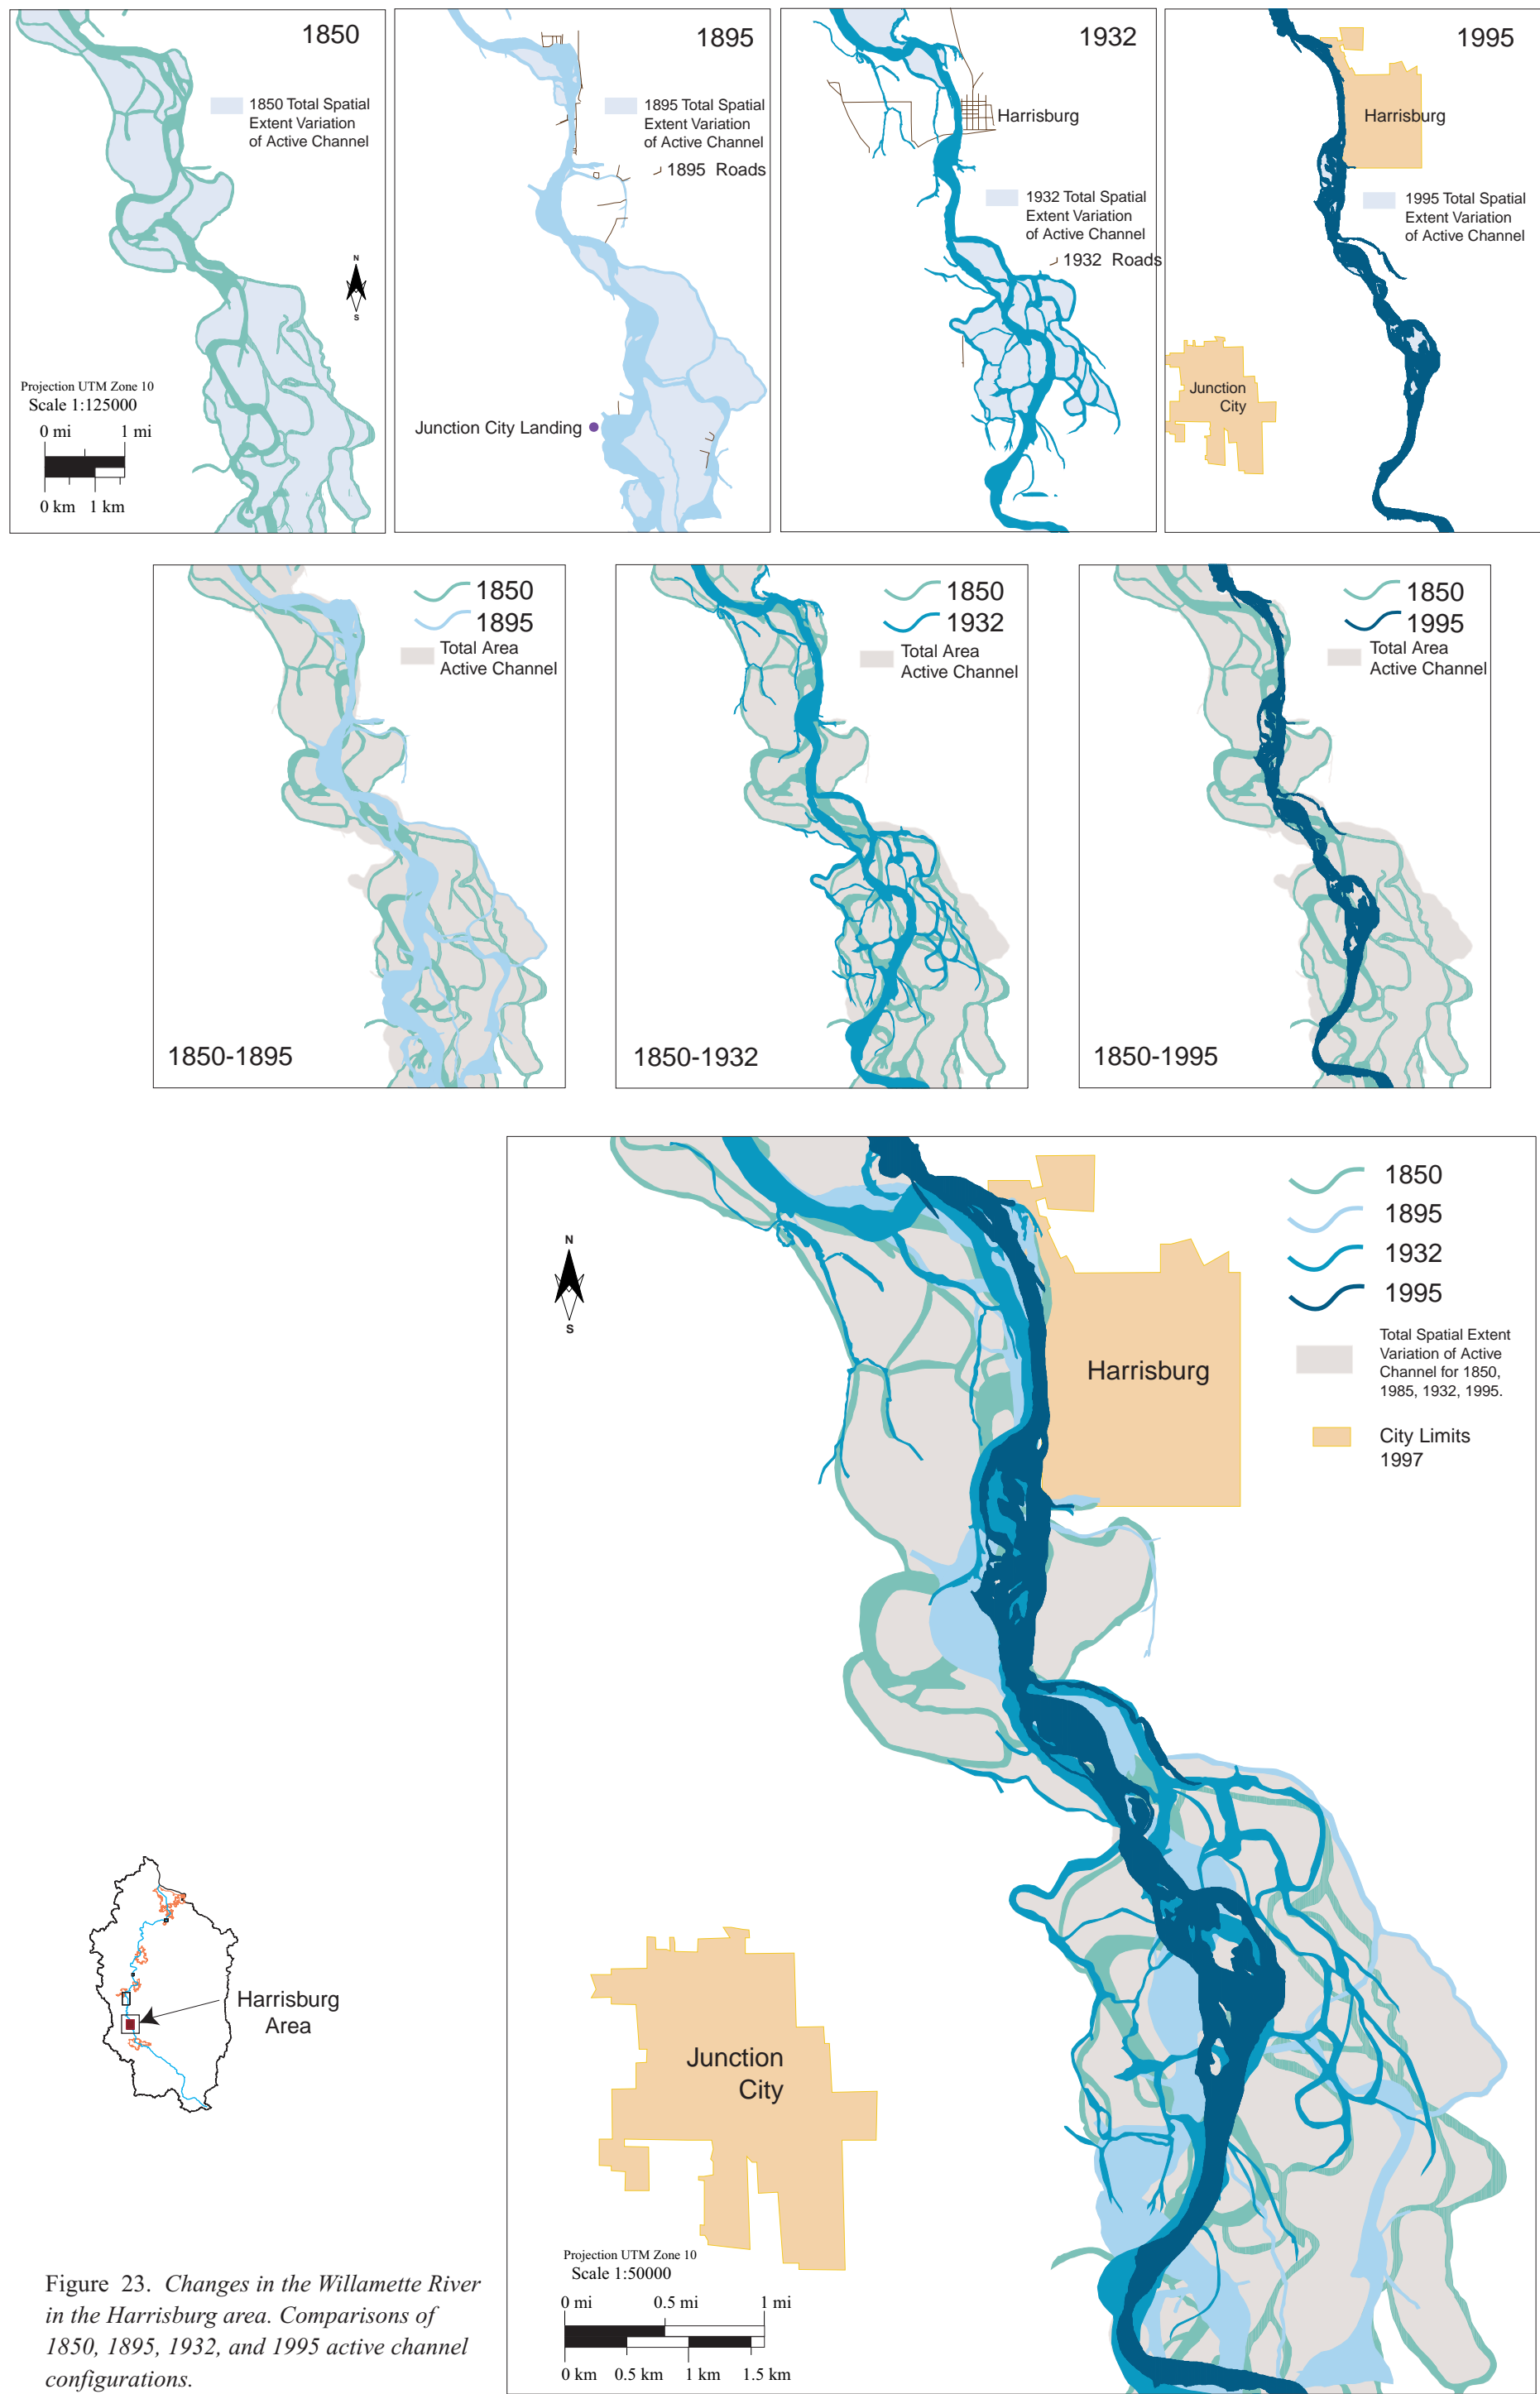 1850
1850 Total Spatial
Extent Variation
of Active Channel
N
S
Projection UTM Zone 10
Scale 1:125000
0 mi 1 mi
0 km 1 km
1895
1895 Total Spatial
Extent Variation
of Active Channel
1895 Roads
Junction City Landing
1932
Harrisburg
1932 Total Spatial
Extent Variation
of Active Channel
1932 Roads
1995
Harrisburg
1995 Total Spatial
Extent Variation
of Active Channel
Junction
City
1850
1895
Total Area
Active Channel
1850-1895
1850
1932
Total Area
Active Channel
1850-1932
1850
1995
Total Area
Active Channel
1850-1995
1850
1895
1932
1995
Total Spatial Extent
Variation of Active
Channel for 1850,
1985, 1932, 1995.
City Limits
1997
N
S
Harrisburg
Junction
City
Projection UTM Zone 10
Scale 1:50000
0 mi 0.5 mi 1 mi
0 km 0.5 km 1 km 1.5 km
Harrisburg
Area
Figure 23. Changes in the Willamette River
in the Harrisburg area. Comparisons of
1850, 1895, 1932, and 1995 active channel
configurations.